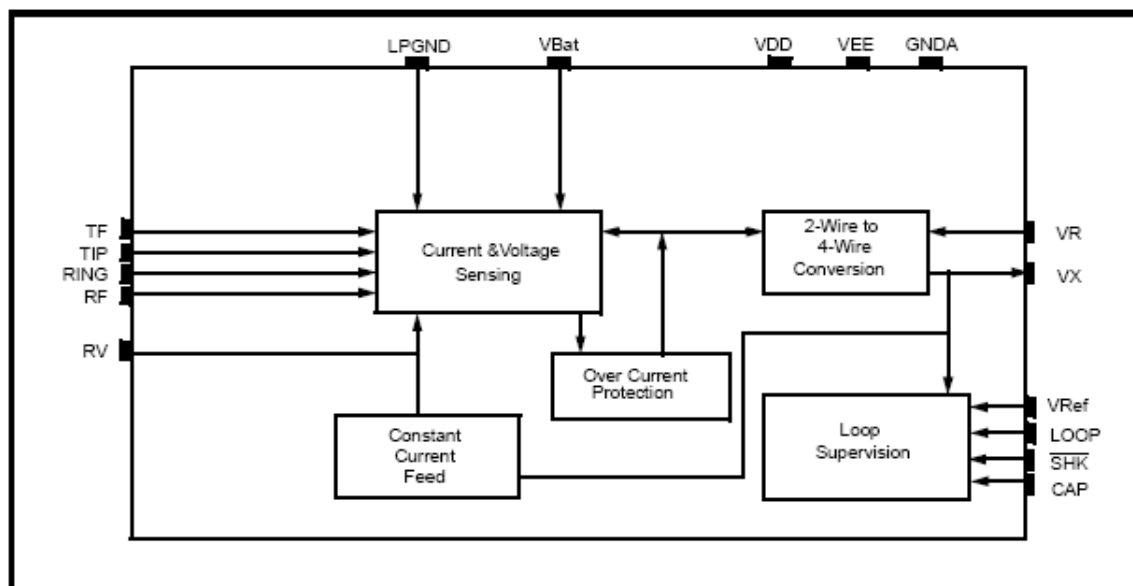 LPGND VBat VDD VEE GNDA
TF
TIP
RING
RF
RV
Current &Voltage
Sensing
2-Wire to
4-Wire
Conversion
VR
VX
Over Current
Protection
Constant
Current
Feed
Loop
Supervision
VRef
LOOP
SHK
CAP